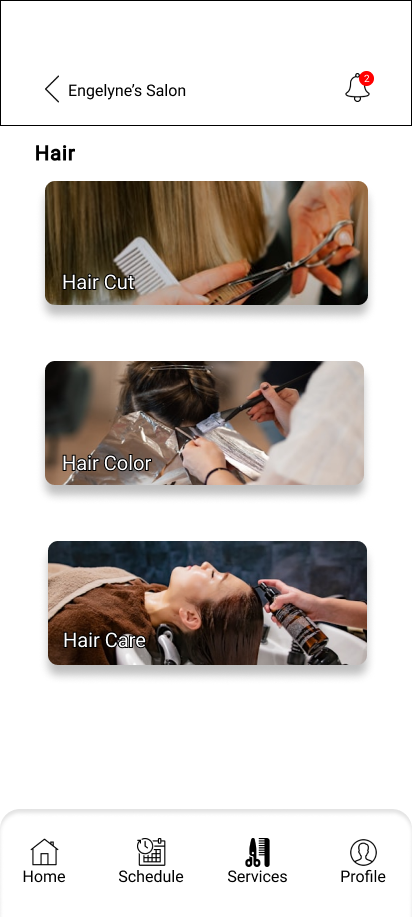 Engelyne's Salon
2
Hair
Hair Cut
Hair Color
Hair Care
Home
Schedule
Services
Profile